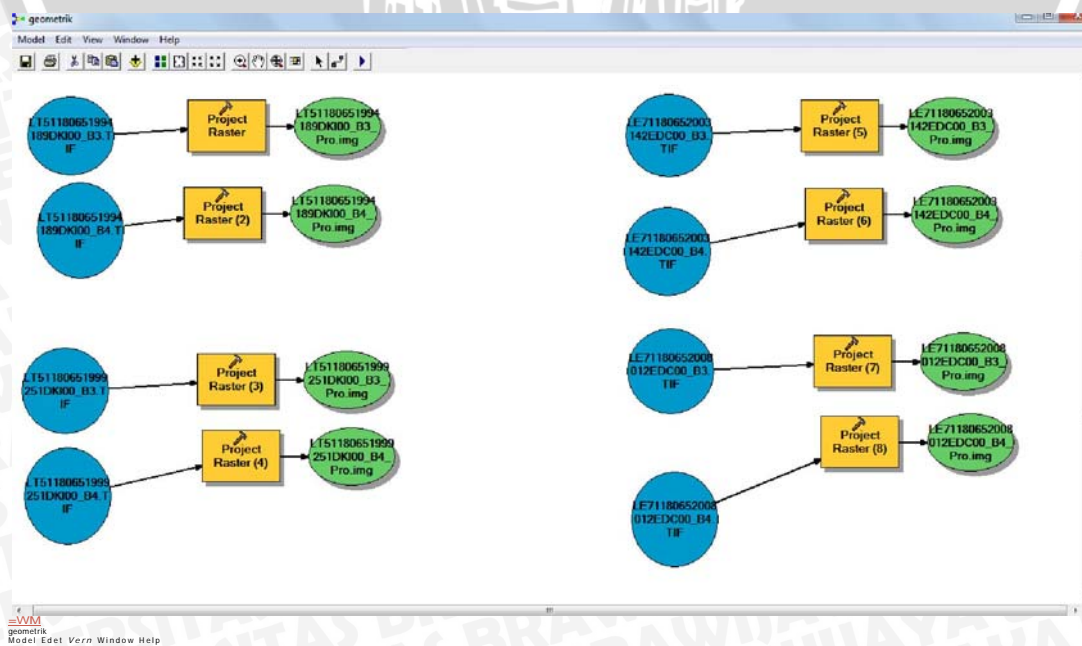 geometrik
Model Edit View Window Help
LT51180651994
189DKI00_B3.T
IF
Project
Raster
LT51180651994
189DKI00_B3_
Pro.img
LT51180651994
189DKI00_B4.TI
F
Project
Raster (2)
LT51180651994
189DKI00_B4_
Pro.img
LT51180651999
251DKI00_B3.T
IF
Project
Raster (3)
LT51180651999
251DKI00_B3_
Pro.img
LT51180651999
251DKI00_B4.T
IF
Project
Raster (4)
LT51180651999
251DKI00_B4_
Pro.img
LE71180652003
142EDC00_B3.
TIF
Project
Raster (5)
LE71180652003
142EDC00_B3_
Pro.img
LE71180652003
142EDC00_B4.
TIF
Project
Raster (6)
LE71180652003
142EDC00_B4_
Pro.img
LE71180652008
012EDC00_B3.
TIF
Project
Raster (7)
LE71180652008
012EDC00_B3_
Pro.img
LE71180652008
012EDC00_B4.
TIF
Project
Raster (8)
LE71180652008
012EDC00_B4_
Pro.img
=WM
geometrik
Model Edet Vern Window Help